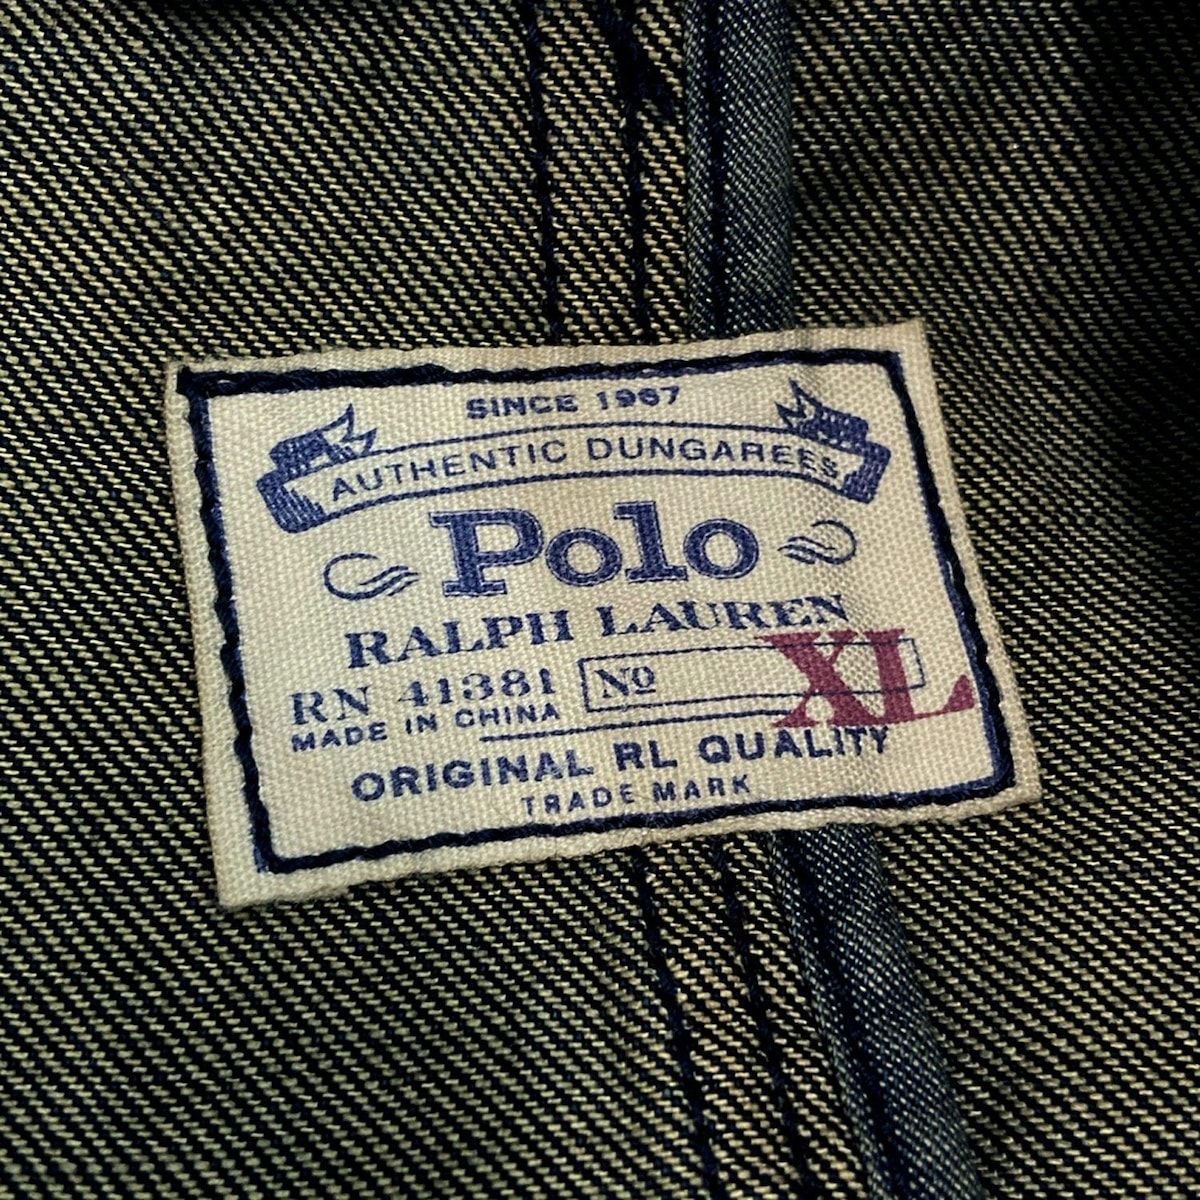 SINCE 1967
AUTHENTIC DUNGAREES
Polo
RALPH LAUREN
RN 41381 No XL
MADE IN CHINA
ORIGINAL RL QUALITY
TRADE MARK